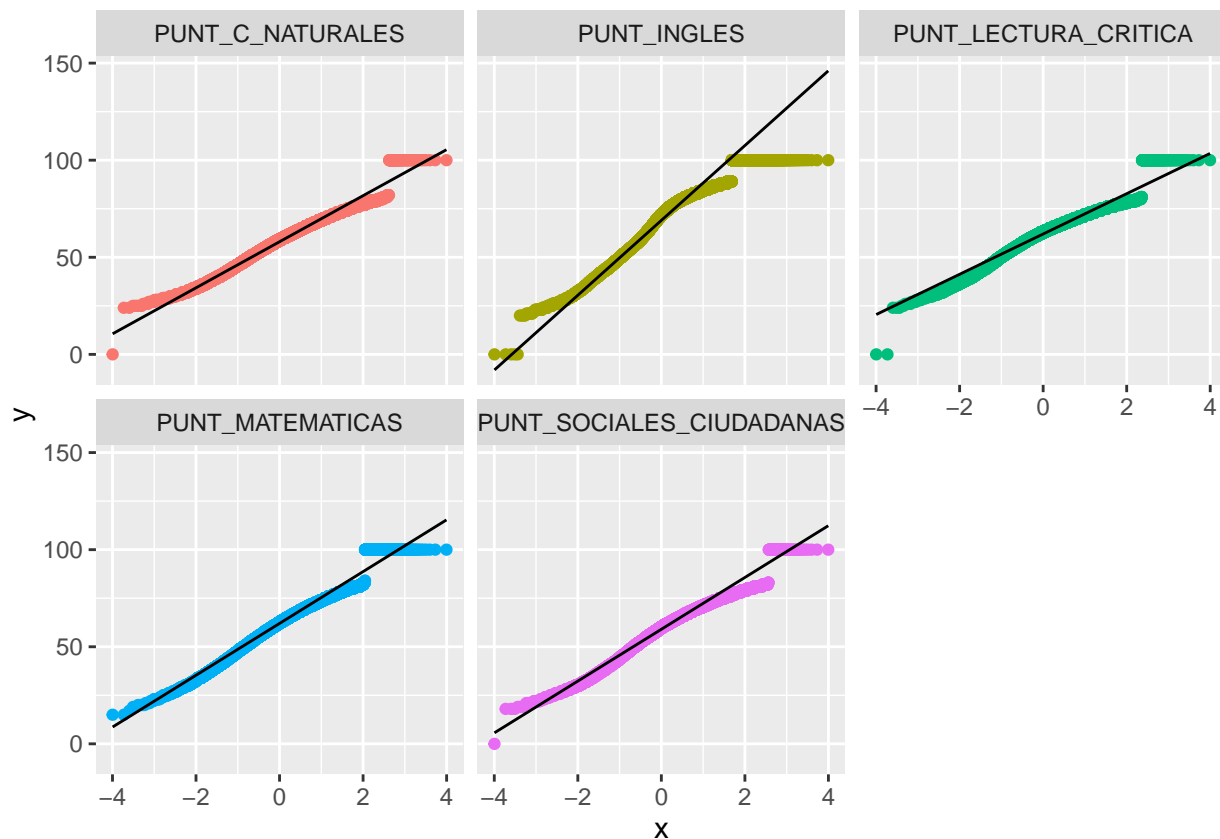 PUNT_C_NATURALES PUNT_INGLES PUNT_LECTURA_CRITICA
150
100
50
0
−4 −2 0 2 4
PUNT_MATEMATICAS PUNT_SOCIALES_CIUDADANAS
150
100
50
0
−4 −2 0 2 4 −4 −2 0 2 4
y
x